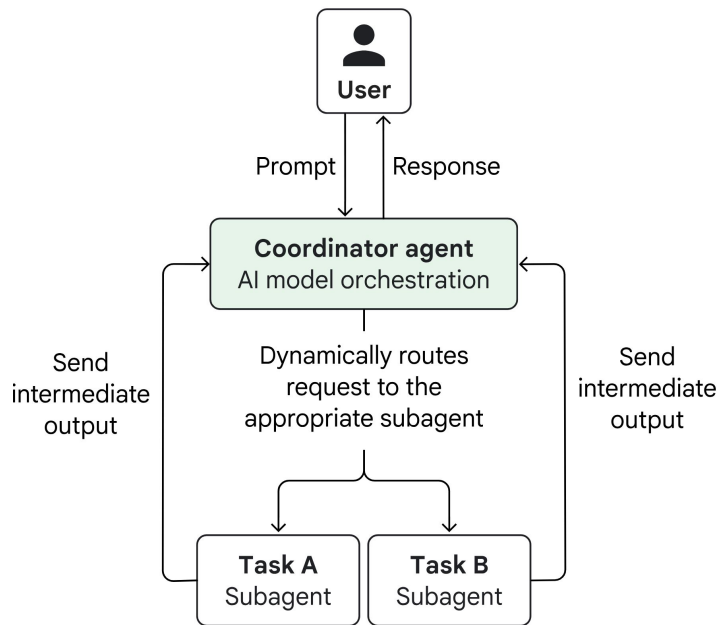 User
Prompt
Response
Coordinator agent
AI model orchestration
Send
intermediate
output
Dynamically routes
request to the
appropriate subagent
Send
intermediate
output
Task A
Subagent
Task B
Subagent